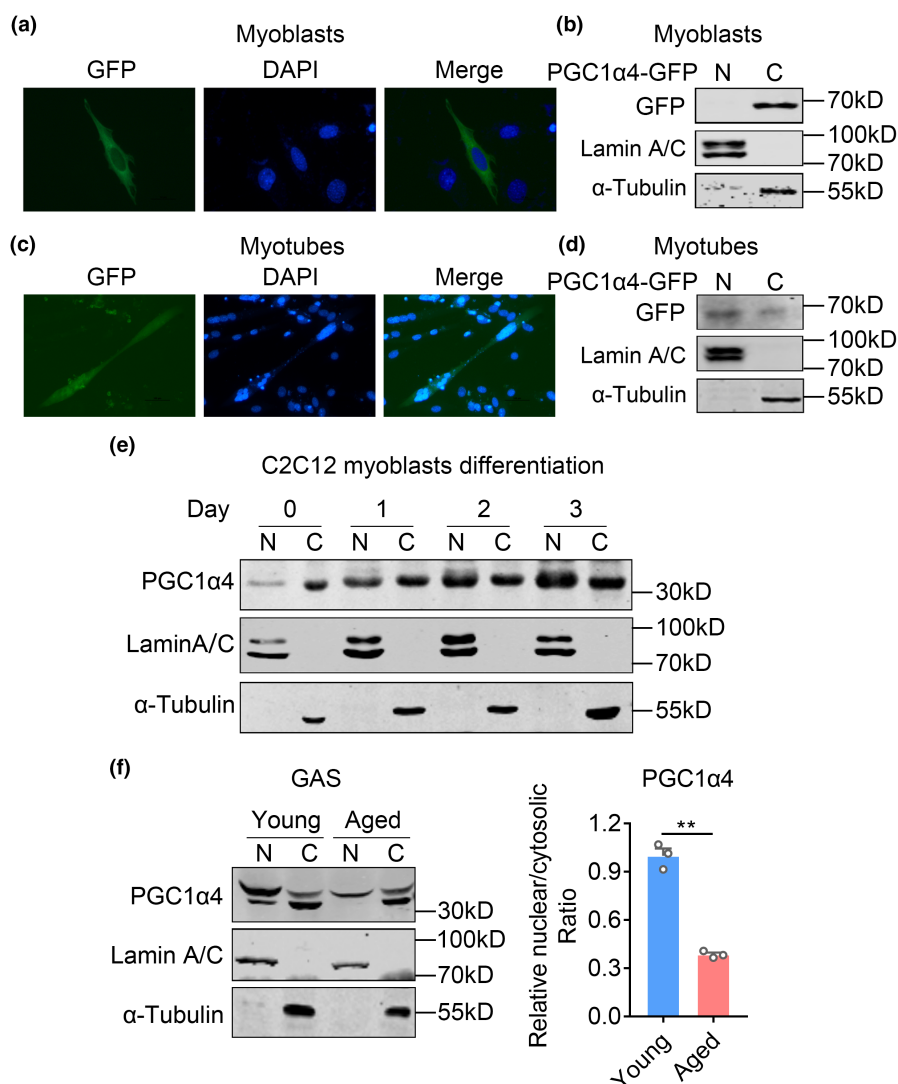 (a)
Myoblasts
GFP DAPI Merge
(b)
Myoblasts
PGC1α4-GFP N C
GFP
70kD
Lamin A/C
100kD
70kD
α-Tubulin
55kD
(c)
Myotubes
GFP DAPI Merge
(d)
Myotubes
PGC1α4-GFP N C
GFP
70kD
Lamin A/C
100kD
70kD
α-Tubulin
55kD
(e)
C2C12 myoblasts differentiation
Day 0 1 2 3
N C N C N C N C
PGC1α4
30kD
LaminA/C
100kD
70kD
α-Tubulin
55kD
(f)
GAS
Young Aged
N C N C
PGC1α4
30kD
Lamin A/C
100kD
70kD
α-Tubulin
55kD
PGC1α4
Relative nuclear/cytosolic
Ratio
1.2
0.9
0.6
0.3
0.0
**
Young
Aged